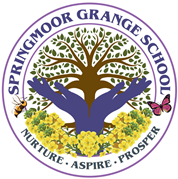 SPRINGMOOR GRANGE SCHOOL
NURTURE · ASPIRE · PROSPER